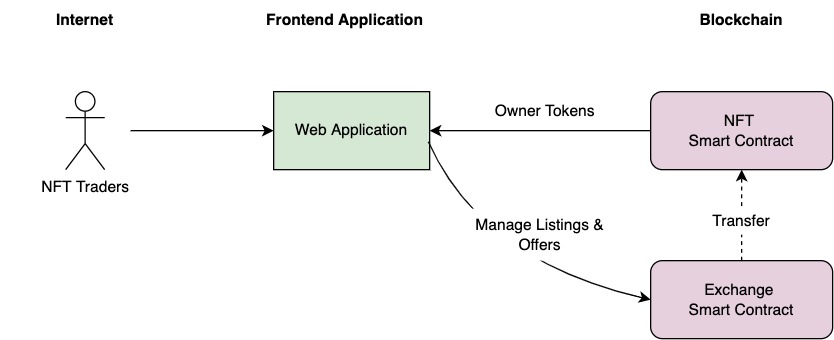 Internet
Frontend Application
Blockchain
NFT Traders
Web Application
Owner Tokens
NFT
Smart Contract
Manage Listings &
Offers
Transfer
Exchange
Smart Contract